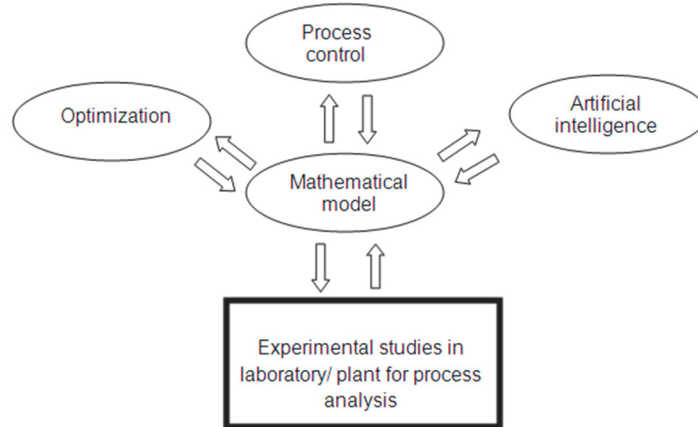 Process
control
Optimization
Artificial
intelligence
Mathematical
model
Experimental studies in
laboratory/ plant for process
analysis